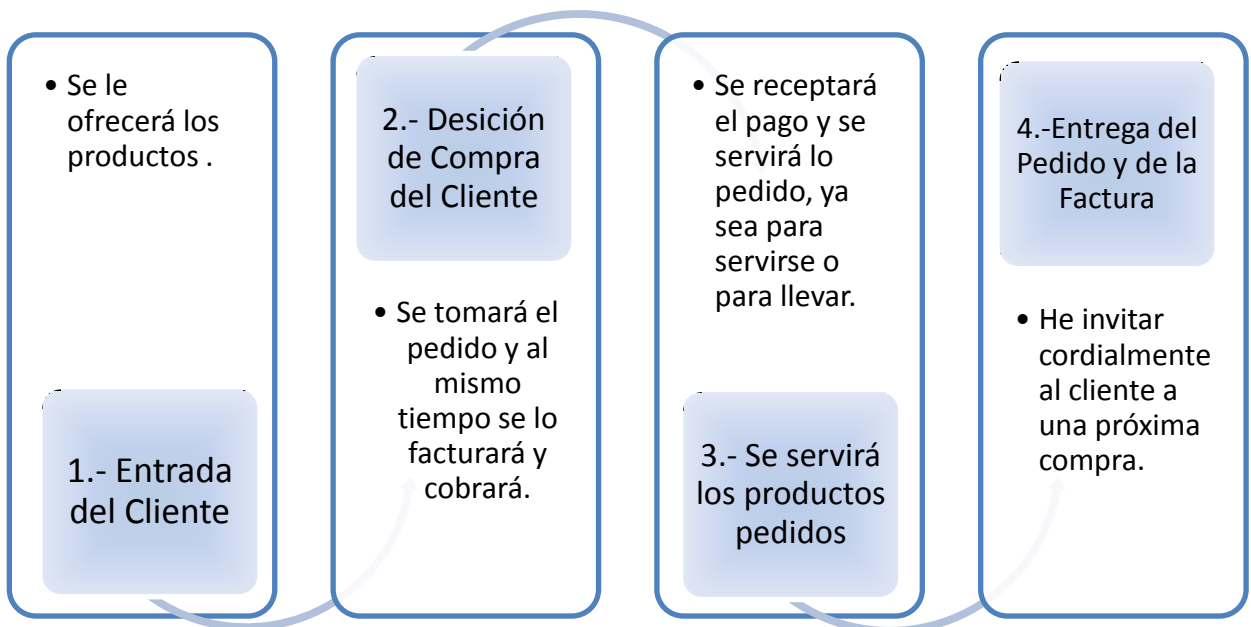 • Se le
ofrecerá los
productos .
1.- Entrada
del Cliente
2.- Desición
de Compra
del Cliente
• Se tomará el
pedido y al
mismo
tiempo se lo
facturará y
cobrará.
• Se receptará
el pago y se
servirá lo
pedido, ya
sea para
servirse o
para llevar.
3.- Se servirá
los productos
pedidos
4.-Entrega del
Pedido y de la
Factura
• He invitar
cordialmente
al cliente a
una próxima
compra.